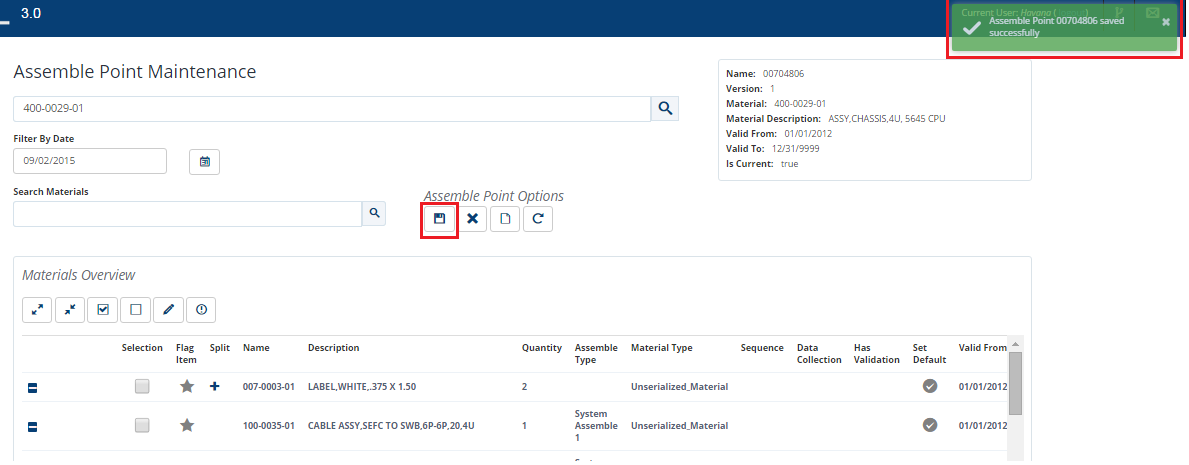 3.0
Current User: Havana (
Assemble Point 00704806 saved
successfully
Assemble Point Maintenance
400-0029-01
Filter By Date
09/02/2015
Search Materials
Assemble Point Options
Name: 00704806
Version: 1
Material: 400-0029-01
Material Description: ASSY,CHASSIS,4U, 5645 CPU
Valid From: 01/01/2012
Valid To: 12/31/9999
Is Current: true
Materials Overview
Selection Flag Item Split Name Description Quantity Assemble Type Material Type Sequence Data Collection Has Validation Set Default Valid From
007-0003-01 LABEL,WHITE,.375 X 1.50 2 Unserialized_Material 01/01/2012
100-0035-01 CABLE ASSY,SEFC TO SWB,6P-6P,20,4U 1 System Assemble 1 Unserialized_Material 01/01/2012